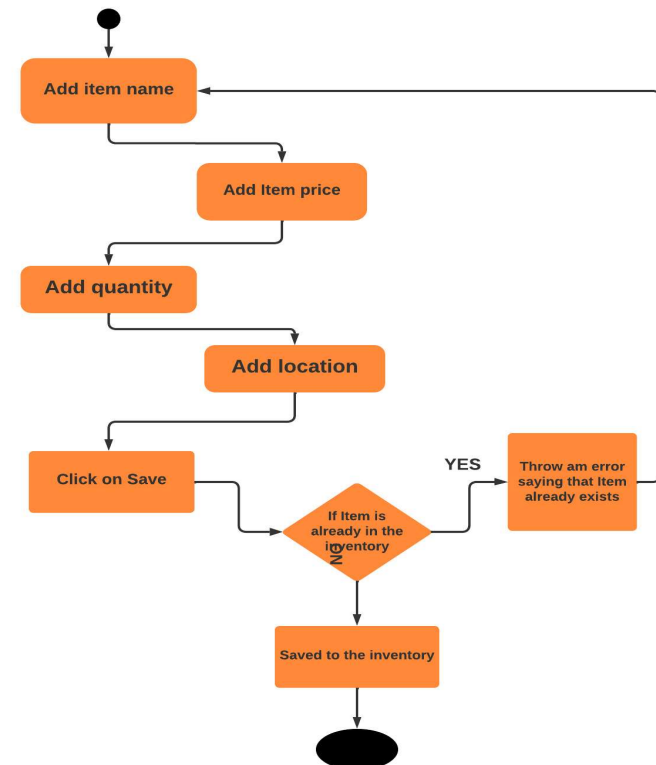 Add item name
Add Item price
Add quantity
Add location
Click on Save
If Item is
already in the
inventory
NO
YES
Throw am error
saying that Item
already exists
Saved to the inventory